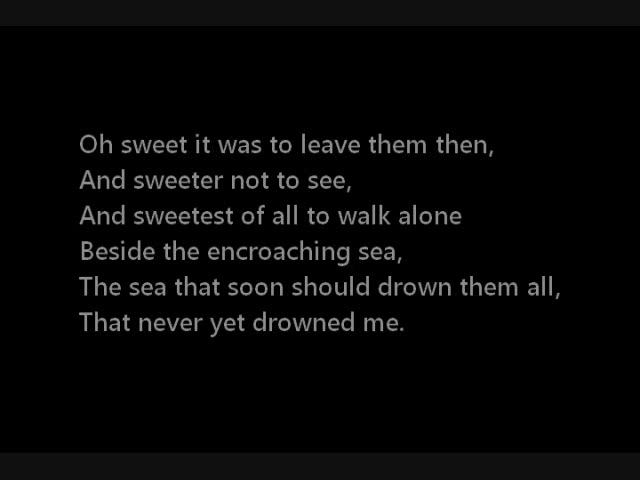 Oh sweet it was to leave them then,
And sweeter not to see,
And sweetest of all to walk alone
Beside the encroaching sea,
The sea that soon should drown them all,
That never yet drowned me.